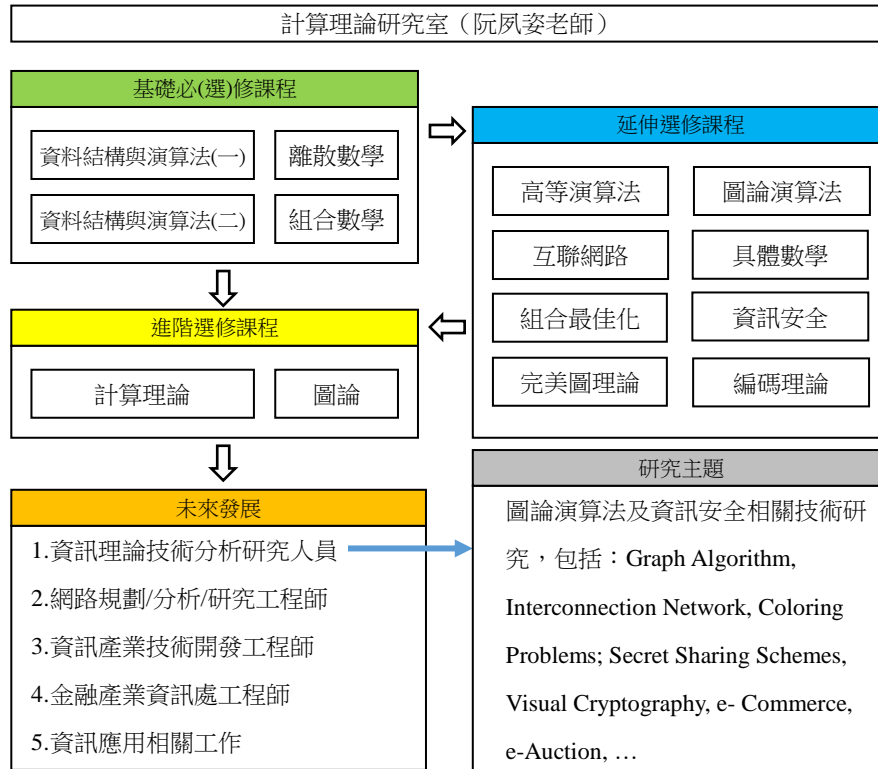 計算理論研究室（阮夙姿老師）
基礎必(選)修課程
資料結構與演算法(一)
離散數學
資料結構與演算法(二)
組合數學
延伸選修課程
高等演算法
圖論演算法
互聯網路
具體數學
組合最佳化
資訊安全
完美圖理論
編碼理論
進階選修課程
計算理論
圖論
未來發展
1.資訊理論技術分析研究人員
2.網路規劃/分析/研究工程師
3.資訊產業技術開發工程師
4.金融產業資訊處工程師
5.資訊應用相關工作
研究主題
圖論演算法及資訊安全相關技術研
究，包括：Graph Algorithm,
Interconnection Network, Coloring
Problems; Secret Sharing Schemes,
Visual Cryptography, e- Commerce,
e-Auction, …